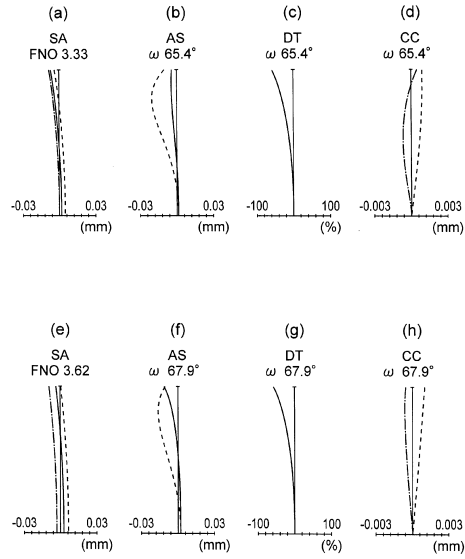 (a) (b) (c) (d)
SA AS DT CC
FNO 3.33 ω 65.4° ω 65.4° ω 65.4°
-0.03 0.03 -0.03 0.03 -100 100 -0.003 0.003
(mm) (mm) (%) (mm)
(e) (f) (g) (h)
SA AS DT CC
FNO 3.62 ω 67.9° ω 67.9° ω 67.9°
-0.03 0.03 -0.03 0.03 -100 100 -0.003 0.003
(mm) (mm) (%) (mm)